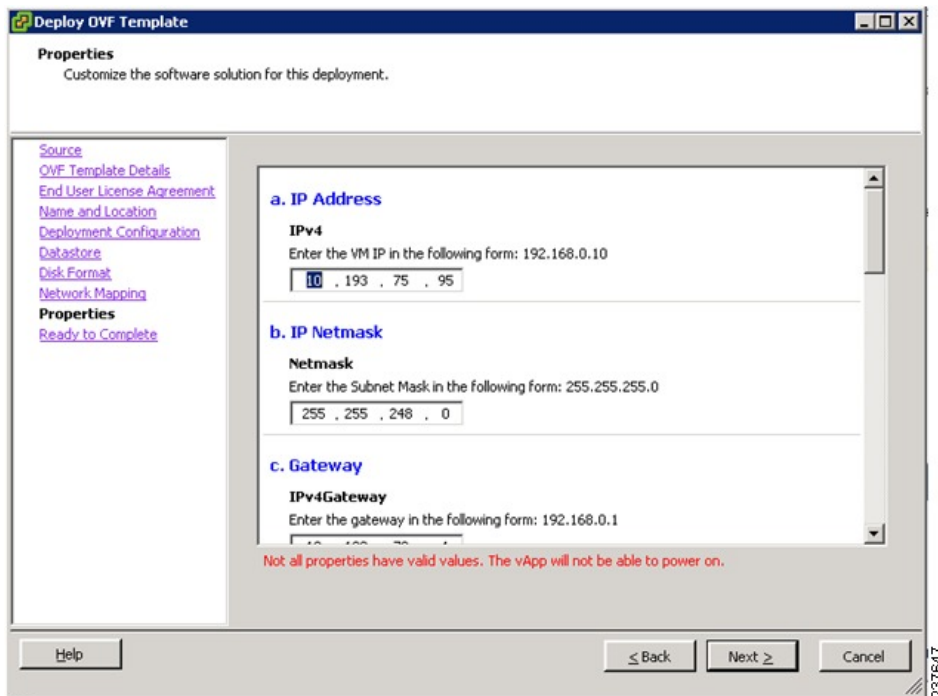 Deploy OVF Template
Properties
Customize the software solution for this deployment.
Source
OVF Template Details
End User License Agreement
Name and Location
Deployment Configuration
Datastore
Disk Format
Network Mapping
Properties
Ready to Complete
a. IP Address
IPv4
Enter the VM IP in the following form: 192.168.0.10
10 . 193 . 75 . 95
b. IP Netmask
Netmask
Enter the Subnet Mask in the following form: 255.255.255.0
255 . 255 . 248 . 0
c. Gateway
IPv4Gateway
Enter the gateway in the following form: 192.168.0.1
Not all properties have valid values. The vApp will not be able to power on.
Help
< Back
Next >
Cancel